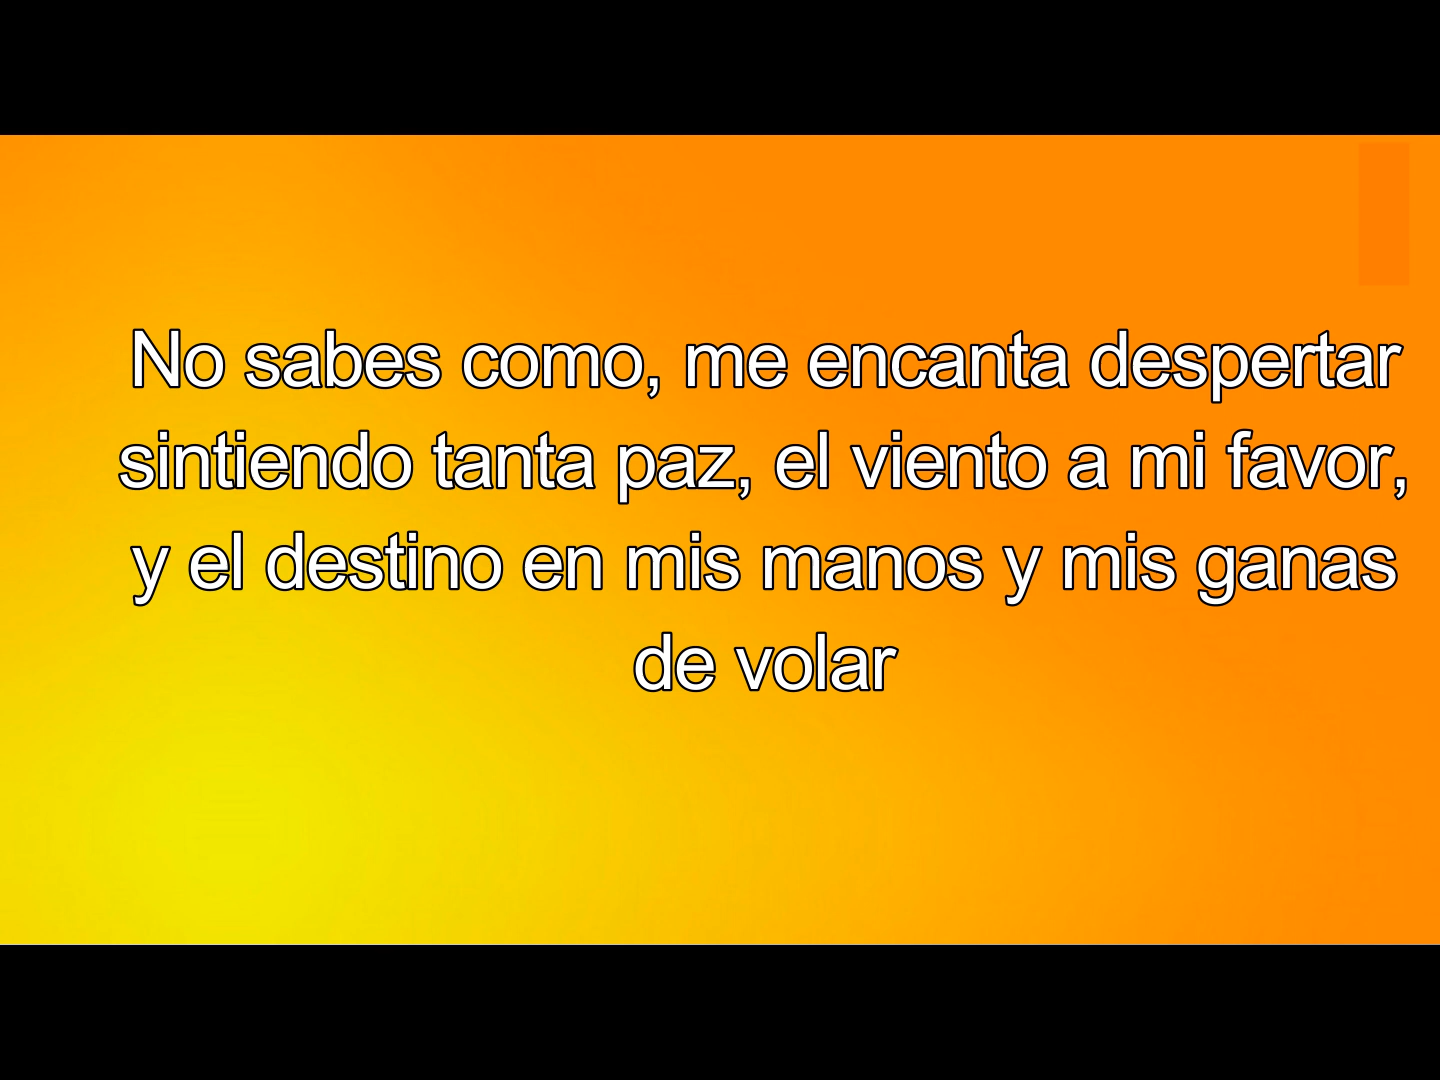 No sabes como, me encanta despertar
sintiendo tanta paz, el viento a mi favor,
y el destino en mis manos y mis ganas
de volar